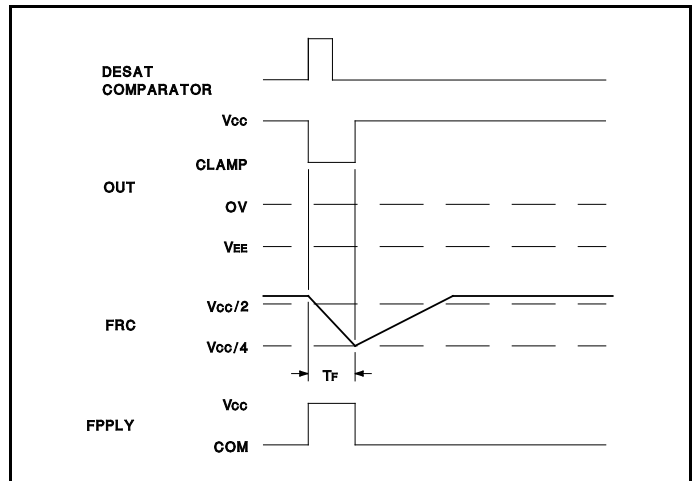 DESAT
COMPARATOR
Vcc
CLAMP
OUT
OV
VEE
Vcc/2
FRC
Vcc/4
TF
Vcc
FPPLY
COM